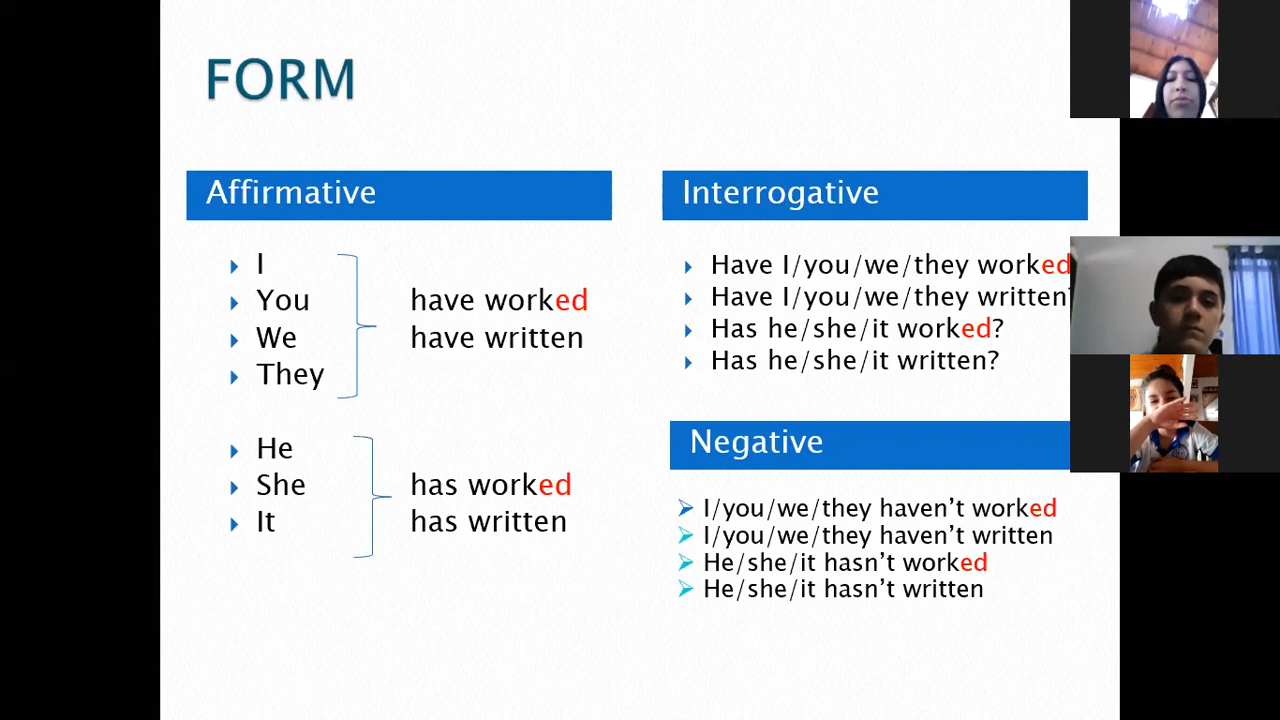 FORM
Affirmative
I
You
We
They
have worked
have written
He
She
It
has worked
has written
Interrogative
Have I/you/we/they worked
Have I/you/we/they written?
Has he/she/it worked?
Has he/she/it written?
Negative
I/you/we/they haven't worked
I/you/we/they haven't written
He/she/it hasn't worked
He/she/it hasn't written